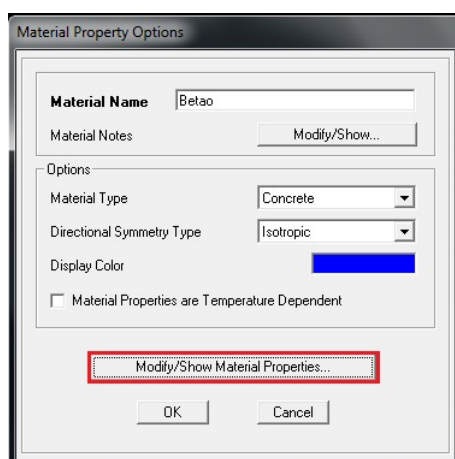 Material Property Options
Material Name Betao
Material Notes Modify/Show...
Options
Material Type Concrete
Directional Symmetry Type Isotropic
Display Color
Material Properties are Temperature Dependent
Modify/Show Material Properties...
OK Cancel